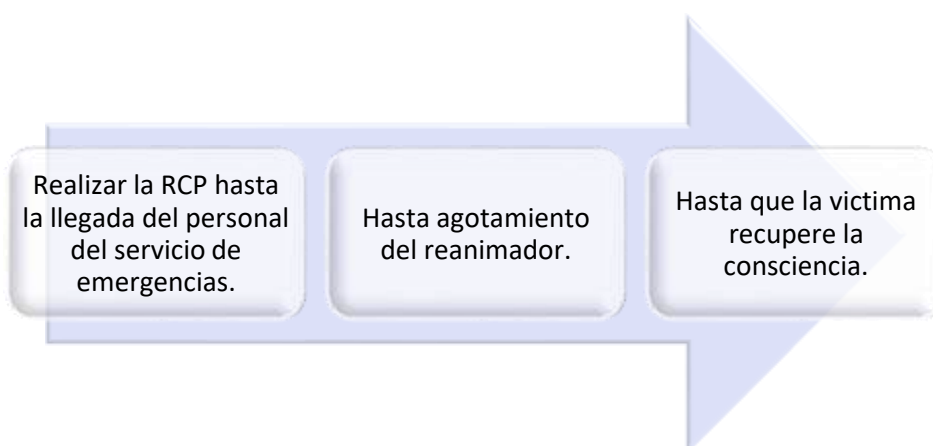 Realizar la RCP hasta
la llegada del personal
del servicio de
emergencias.
Hasta agotamiento
del reanimador.
Hasta que la victima
recupere la
consciencia.